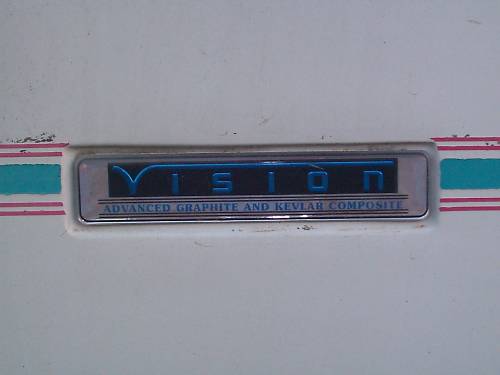 Vision
ADVANCED GRAPHITE AND KEVLAR COMPOSITE